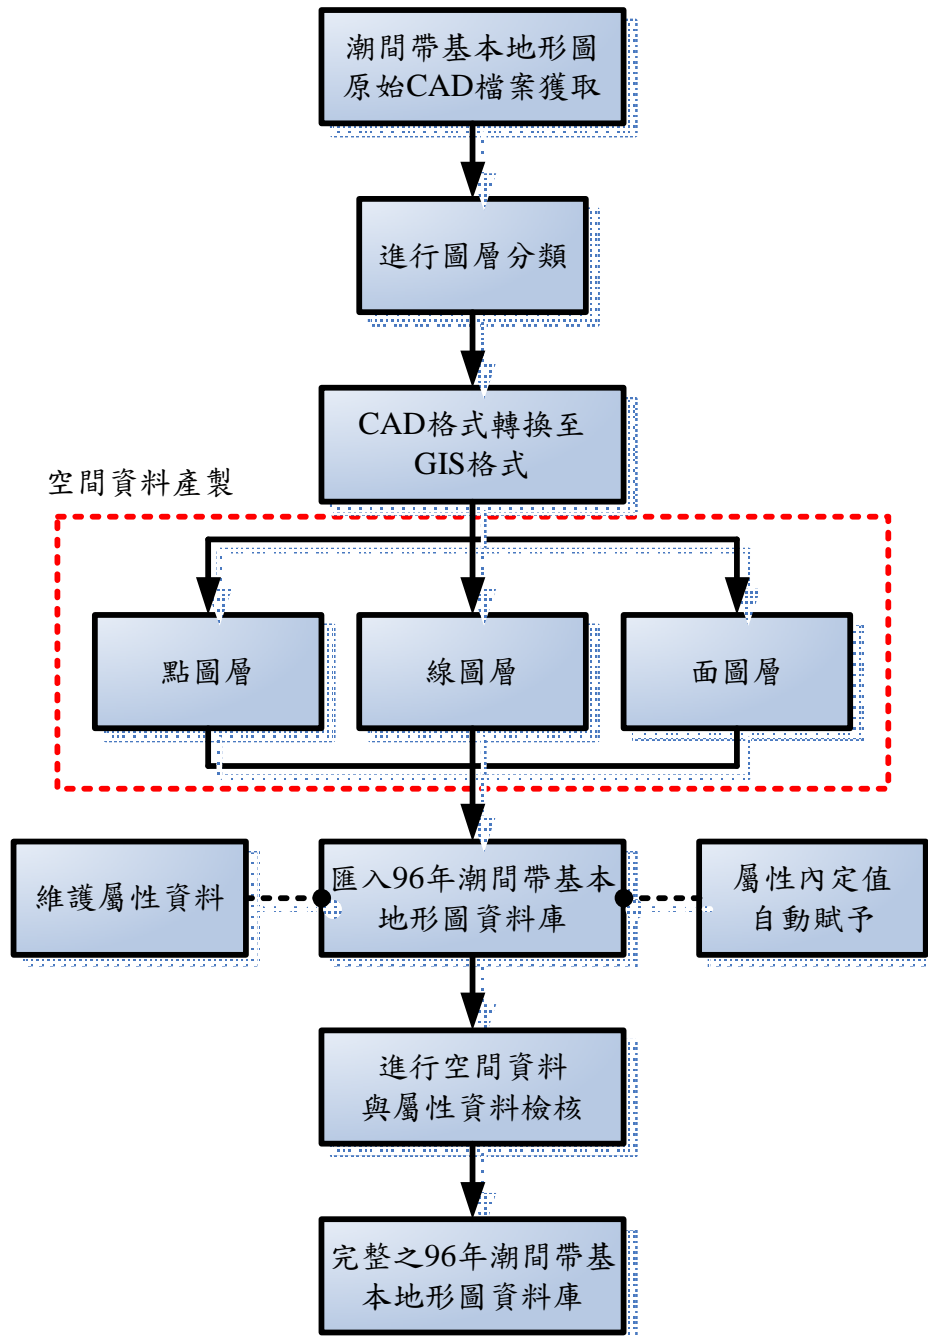 潮間帶基本地形圖
原始CAD檔案獲取
進行圖層分類
CAD格式轉換至
GIS格式
空間資料產製
點圖層
線圖層
面圖層
維護屬性資料
匯入96年潮間帶基本
地形圖資料庫
屬性內定值
自動賦予
進行空間資料
與屬性資料檢核
完整之96年潮間帶基
本地形圖資料庫